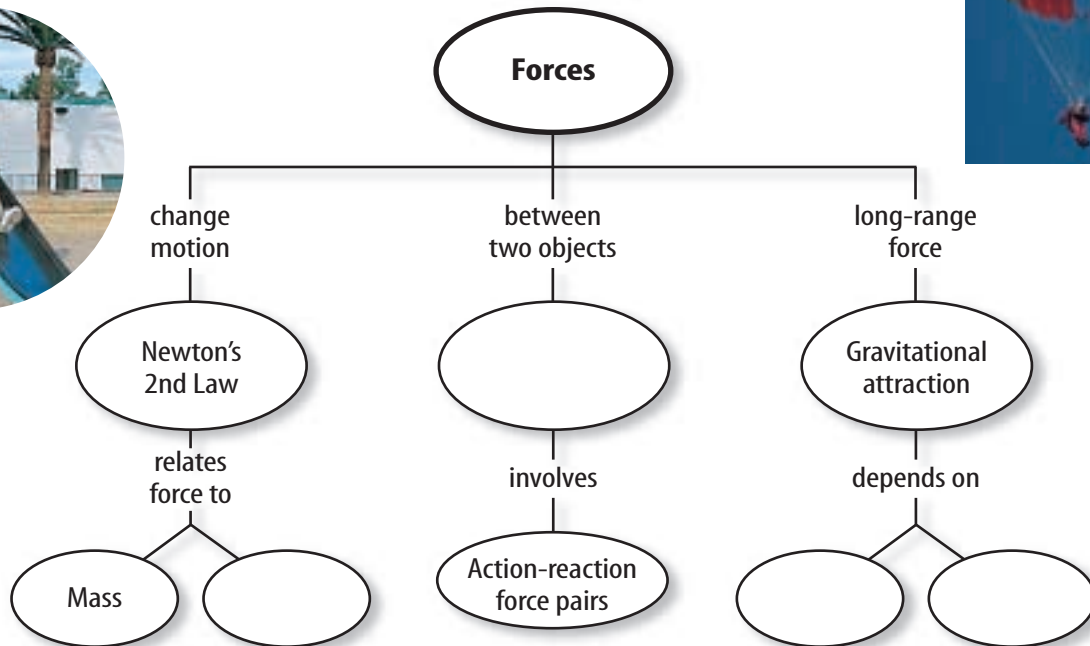 Forces
change
motion
between
two objects
long-range
force
Newton's
2nd Law
Gravitational
attraction
relates
force to
involves
depends on
Mass
Action-reaction
force pairs